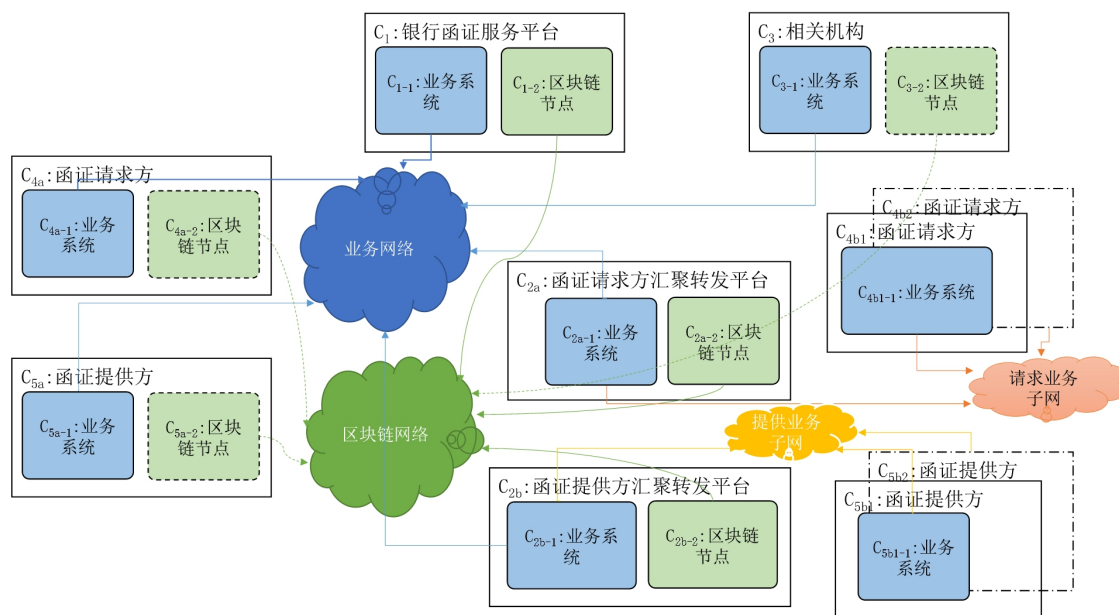 C₁:银行函证服务平台
C₁₋₁:业务系
统
C₁₋₂:区块链
节点
C₃:相关机构
C₃₋₁:业务系
统
C₃₋₂:区块链
节点
C₄ₐ:函证请求方
C₄ₐ₋₁:业务
系统
C₄ₐ₋₂:区块
链节点
业务网络
C₄b₂:函证请求方
C₄b₁:函证请求方
C₄b₁₋₁:业务系统
C₂ₐ:函证请求方汇聚转发平台
C₂ₐ₋₁:业务
系统
C₂ₐ₋₂:区块
链节点
C₅ₐ:函证提供方
C₅ₐ₋₁:业务
系统
C₅ₐ₋₂:区块
链节点
区块链网络
请求业务
子网
提供业务
子网
C₂b:函证提供方汇聚转发平台
C₂b₋₁:业务系
统
C₂b₋₂:区块链
节点
C₅b₂:函证提供方
C₅b₁:函证提供方
C₅b₁₋₁:业务
系统